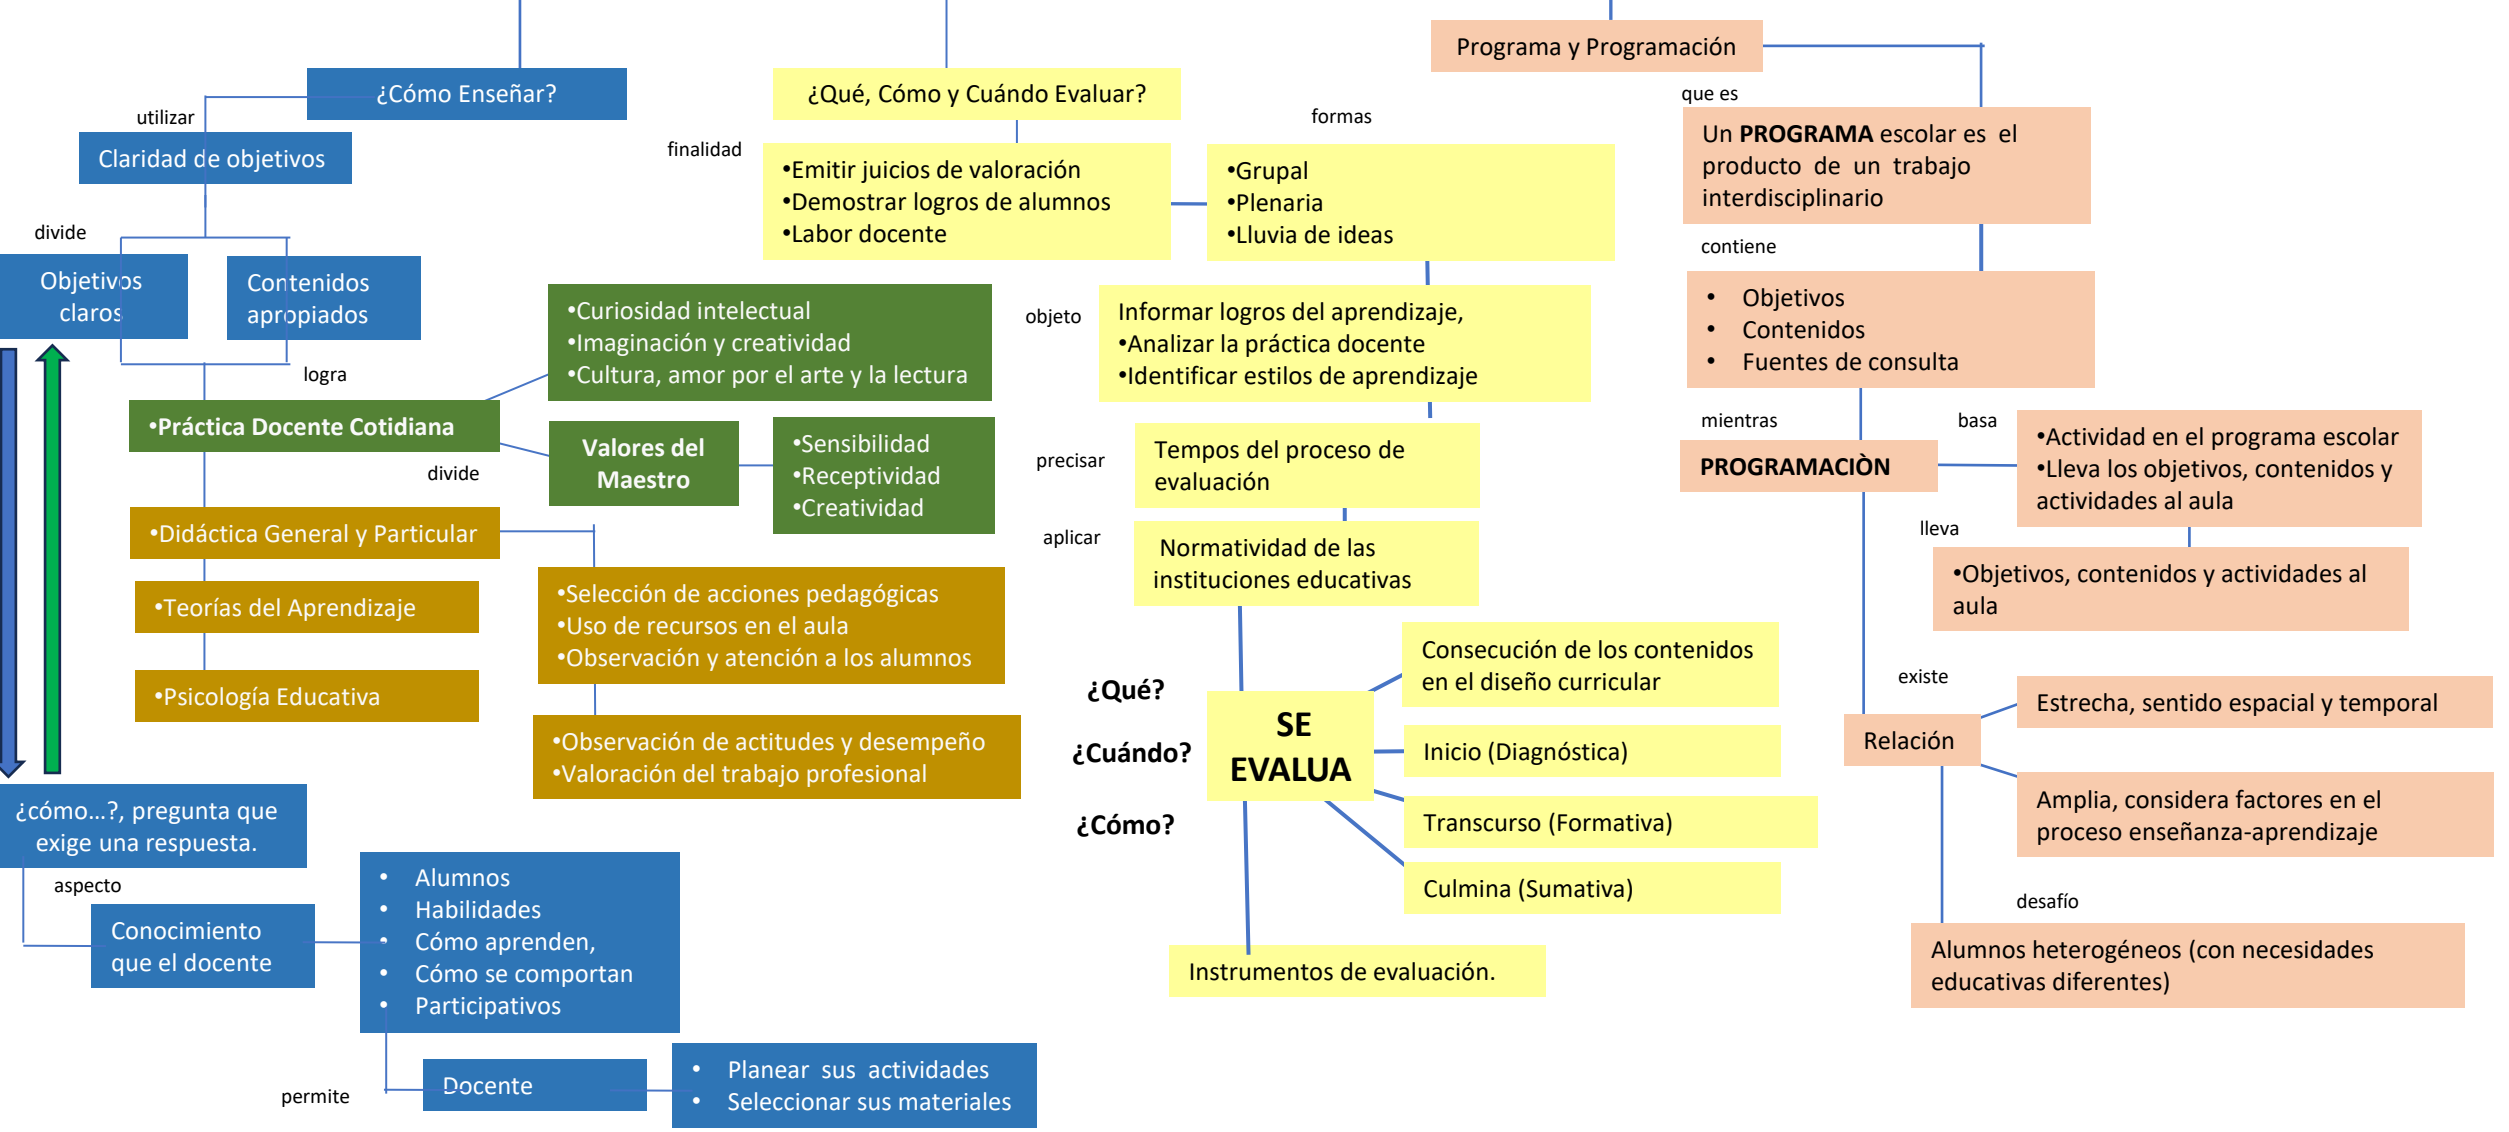 ¿Cómo Enseñar?
utilizar
Claridad de objetivos
divide
Objetivos
claros
Contenidos
apropiados
logra
•Práctica Docente Cotidiana
•Curiosidad intelectual
•Imaginación y creatividad
•Cultura, amor por el arte y la lectura
divide
Valores del
Maestro
•Sensibilidad
•Receptividad
•Creatividad
•Didáctica General y Particular
•Teorías del Aprendizaje
•Psicología Educativa
•Selección de acciones pedagógicas
•Uso de recursos en el aula
•Observación y atención a los alumnos
•Observación de actitudes y desempeño
•Valoración del trabajo profesional
¿cómo...?, pregunta que
exige una respuesta.
aspecto
Conocimiento
que el docente
• Alumnos
• Habilidades
• Cómo aprenden,
• Cómo se comportan
• Participativos
permite
Docente
• Planear sus actividades
• Seleccionar sus materiales
¿Qué, Cómo y Cuándo Evaluar?
finalidad
•Emitir juicios de valoración
•Demostrar logros de alumnos
•Labor docente
formas
•Grupal
•Plenaria
•Lluvia de ideas
objeto
Informar logros del aprendizaje,
•Analizar la práctica docente
•Identificar estilos de aprendizaje
precisar
Tempos del proceso de
evaluación
aplicar
Normatividad de las
instituciones educativas
¿Qué?
¿Cuándo?
¿Cómo?
SE
EVALUA
Consecución de los contenidos
en el diseño curricular
Inicio (Diagnóstica)
Transcurso (Formativa)
Culmina (Sumativa)
Instrumentos de evaluación.
Programa y Programación
que es
Un PROGRAMA escolar es el
producto de un trabajo
interdisciplinario
contiene
• Objetivos
• Contenidos
• Fuentes de consulta
mientras
PROGRAMACIÒN
basa
•Actividad en el programa escolar
•Lleva los objetivos, contenidos y
actividades al aula
lleva
•Objetivos, contenidos y actividades al
aula
existe
Relación
Estrecha, sentido espacial y temporal
Amplia, considera factores en el
proceso enseñanza-aprendizaje
desafío
Alumnos heterogéneos (con necesidades
educativas diferentes)